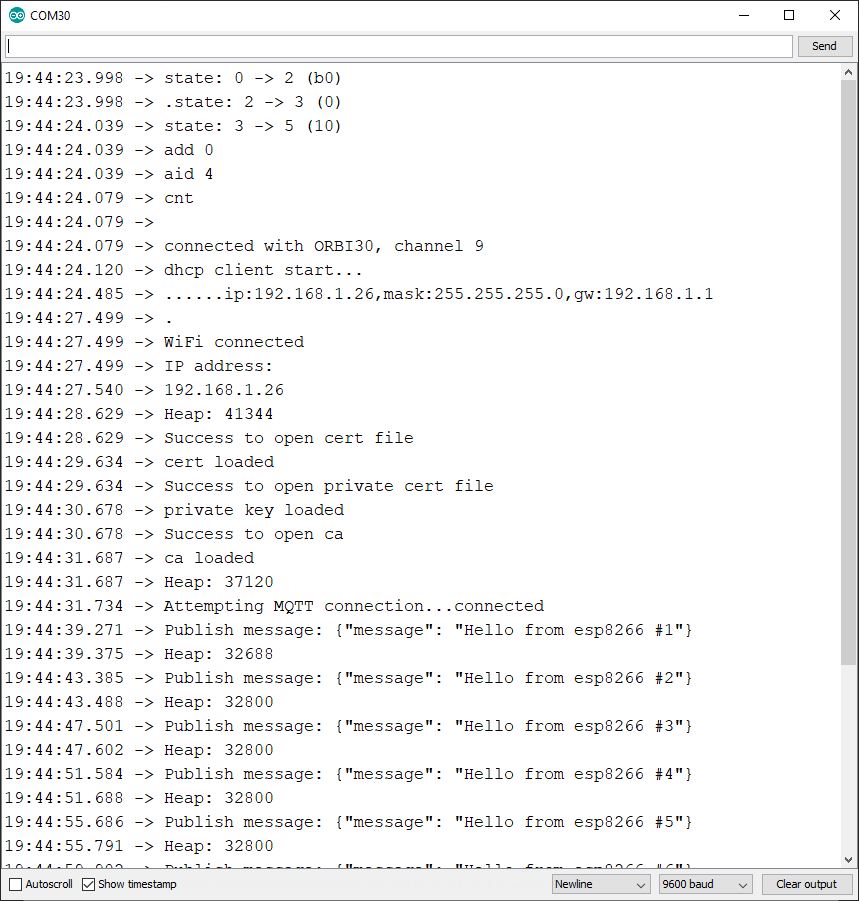 COM30
Send
19:44:23.998 -> state: 0 -> 2 (b0)
19:44:23.998 -> .state: 2 -> 3 (0)
19:44:24.039 -> state: 3 -> 5 (10)
19:44:24.039 -> add 0
19:44:24.039 -> aid 4
19:44:24.079 -> cnt
19:44:24.079 ->
19:44:24.079 -> connected with ORBI30, channel 9
19:44:24.120 -> dhcp client start...
19:44:24.485 -> ......ip:192.168.1.26,mask:255.255.255.0,gw:192.168.1.1
19:44:27.499 -> .
19:44:27.499 -> WiFi connected
19:44:27.499 -> IP address:
19:44:27.540 -> 192.168.1.26
19:44:28.629 -> Heap: 41344
19:44:28.629 -> Success to open cert file
19:44:29.634 -> cert loaded
19:44:29.634 -> Success to open private cert file
19:44:30.678 -> private key loaded
19:44:30.678 -> Success to open ca
19:44:31.687 -> ca loaded
19:44:31.687 -> Heap: 37120
19:44:31.734 -> Attempting MQTT connection...connected
19:44:39.271 -> Publish message: {"message": "Hello from esp8266 #1"}
19:44:39.375 -> Heap: 32688
19:44:43.385 -> Publish message: {"message": "Hello from esp8266 #2"}
19:44:43.488 -> Heap: 32800
19:44:47.501 -> Publish message: {"message": "Hello from esp8266 #3"}
19:44:47.602 -> Heap: 32800
19:44:51.584 -> Publish message: {"message": "Hello from esp8266 #4"}
19:44:51.688 -> Heap: 32800
19:44:55.686 -> Publish message: {"message": "Hello from esp8266 #5"}
19:44:55.791 -> Heap: 32800
Autoscroll Show timestamp Newline 9600 baud Clear output